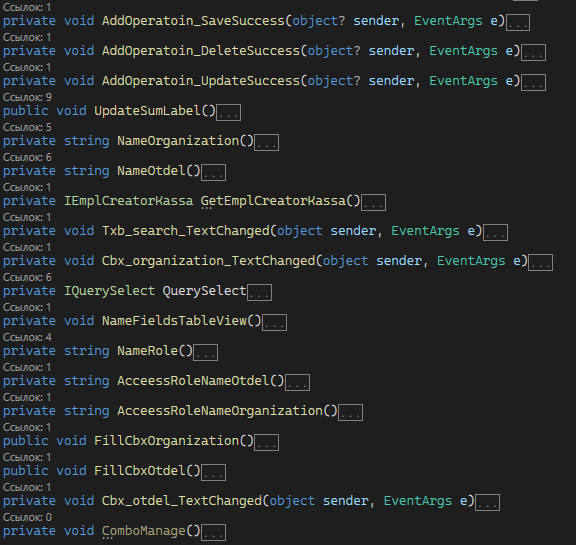 Ссылок: 1
private void AddOperatoin_SaveSuccess(object? sender, EventArgs e)...
Ссылок: 1
private void AddOperatoin_DeleteSuccess(object? sender, EventArgs e)...
Ссылок: 1
private void AddOperatoin_UpdateSuccess(object? sender, EventArgs e)...
Ссылок: 9
public void UpdateSumLabel()...
Ссылок: 5
private string NameOrganization()...
Ссылок: 6
private string NameOtdel()...
Ссылок: 1
private IEmplCreatorKassa GetEmplCreatorKassa()...
Ссылок: 1
private void Txb_search_TextChanged(object sender, EventArgs e)...
Ссылок: 1
private void Cbx_organization_TextChanged(object sender, EventArgs e)...
Ссылок: 6
private IQuerySelect QuerySelect...
Ссылок: 1
private void NameFieldsTableView()...
Ссылок: 4
private string NameRole()...
Ссылок: 1
private string AcceessRoleNameOtdel()...
Ссылок: 1
private string AcceessRoleNameOrganization()...
Ссылок: 1
public void FillCbxOrganization()...
Ссылок: 1
public void FillCbxOtdel()...
Ссылок: 1
private void Cbx_otdel_TextChanged(object sender, EventArgs e)...
Ссылок: 0
private void ComboManage()...